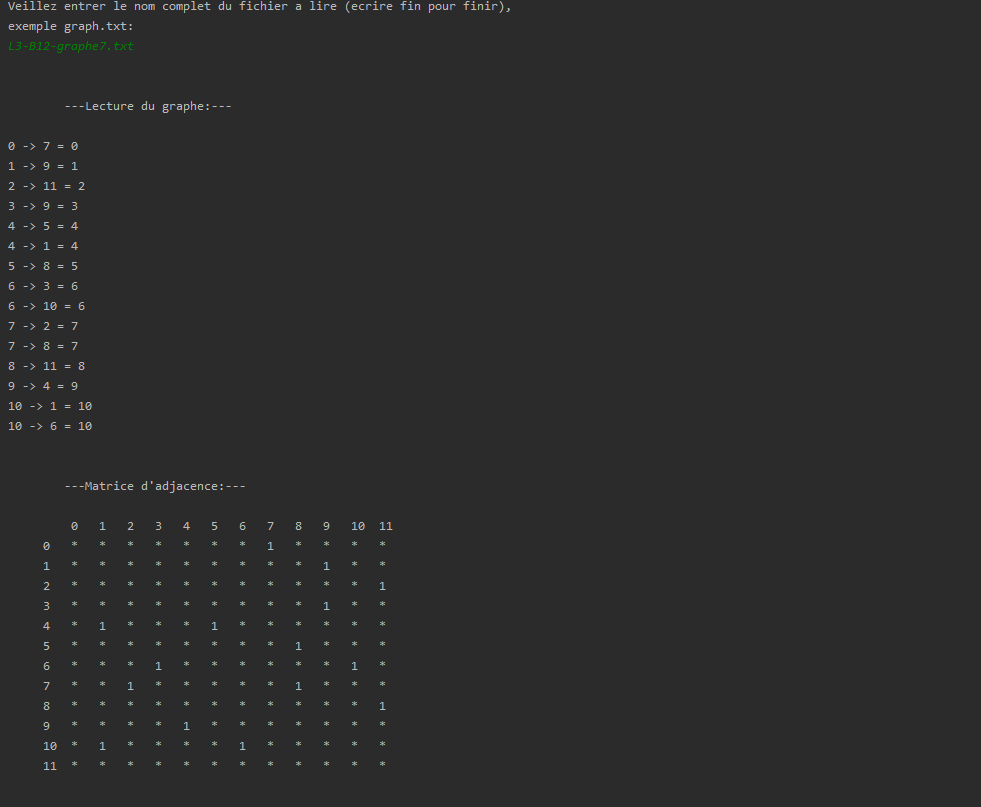 Veillez entrer le nom complet du fichier a lire (ecrire fin pour finir),
exemple graph.txt:
L3-B12-graphe7.txt
---Lecture du graphe:---
0 -> 7 = 0
1 -> 9 = 1
2 -> 11 = 2
3 -> 9 = 3
4 -> 5 = 4
4 -> 1 = 4
5 -> 8 = 5
6 -> 3 = 6
6 -> 10 = 6
7 -> 2 = 7
7 -> 8 = 7
8 -> 11 = 8
9 -> 4 = 9
10 -> 1 = 10
10 -> 6 = 10
---Matrice d'adjacence:---
0 1 2 3 4 5 6 7 8 9 10 11
0 * * * * * * * 1 * * * *
1 * * * * * * * * * 1 * *
2 * * * * * * * * * * * 1
3 * * * * * * * * * 1 * *
4 * 1 * * * 1 * * * * * *
5 * * * * * * * * 1 * * *
6 * * * 1 * * * * * * 1 *
7 * * 1 * * * * * 1 * * *
8 * * * * * * * * * * * 1
9 * * * * 1 * * * * * * *
10 * 1 * * * * 1 * * * * *
11 * * * * * * * * * * * *